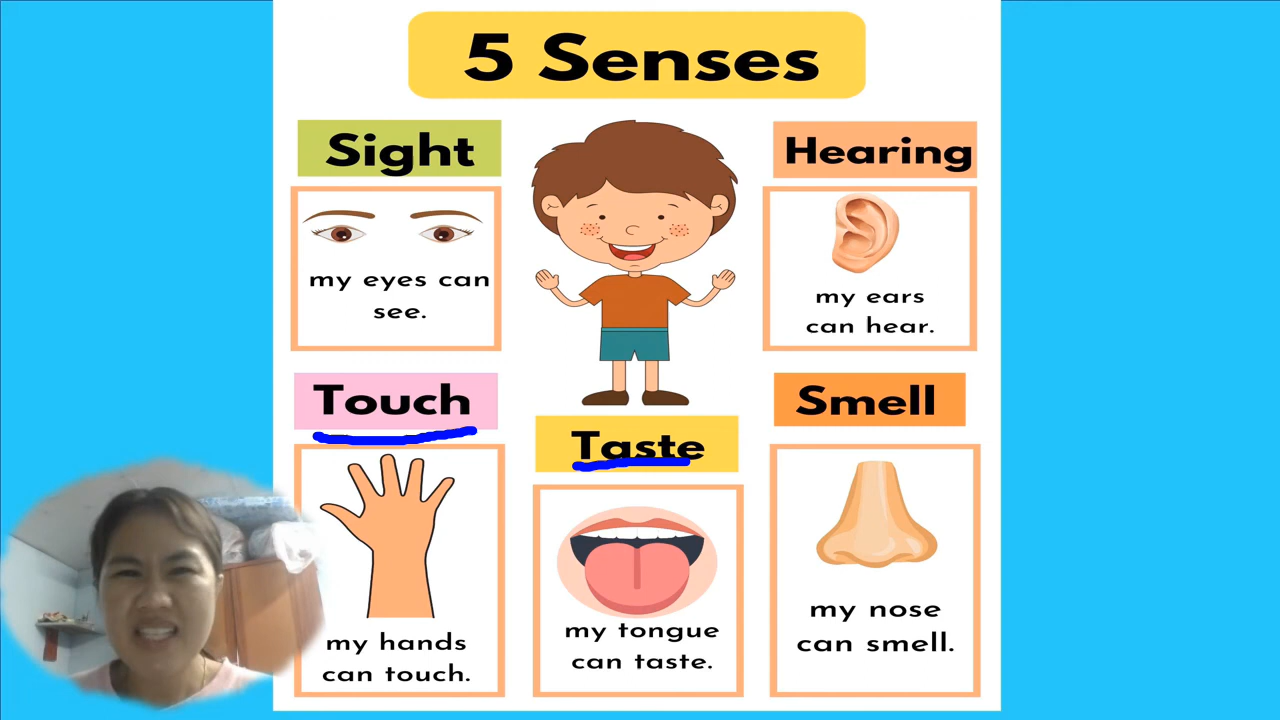 5 Senses
Sight
my eyes can
see.
Hearing
my ears
can hear.
Touch
my hands
can touch.
Taste
my tongue
can taste.
Smell
my nose
can smell.